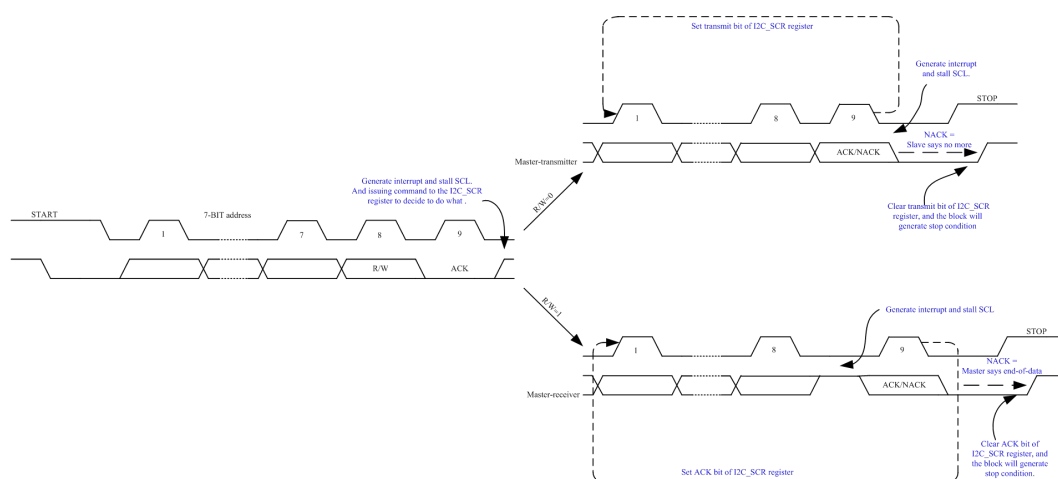 Set transmit bit of I2C_SCR register
Generate interrupt
and stall SCL.
STOP
1
8
9
NACK =
Slave says no more
Master-transmitter
ACK/NACK
Clear transmit bit of I2C_SCR
register, and the block will
generate stop condition
R/W=0
Generate interrupt and stall SCL.
And issuing command to the I2C_SCR
register to decide to do what .
START
7-BIT address
1
7
8
9
R/W
ACK
R/W=1
Generate interrupt and stall SCL
STOP
1
8
9
NACK =
Master says end-of-data
Master-receiver
ACK/NACK
Clear ACK bit of
I2C_SCR register, and
the block will generate
stop condition.
Set ACK bit of I2C_SCR register